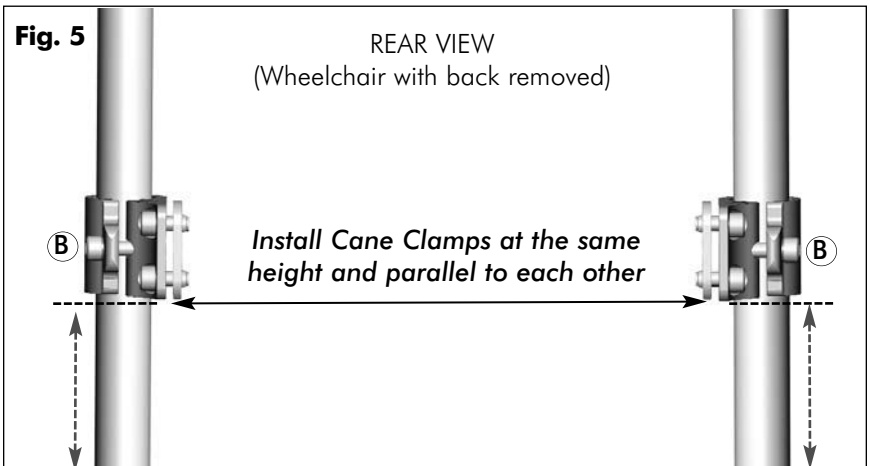 Fig. 5
REAR VIEW
(Wheelchair with back removed)
B
Install Cane Clamps at the same
height and parallel to each other
B